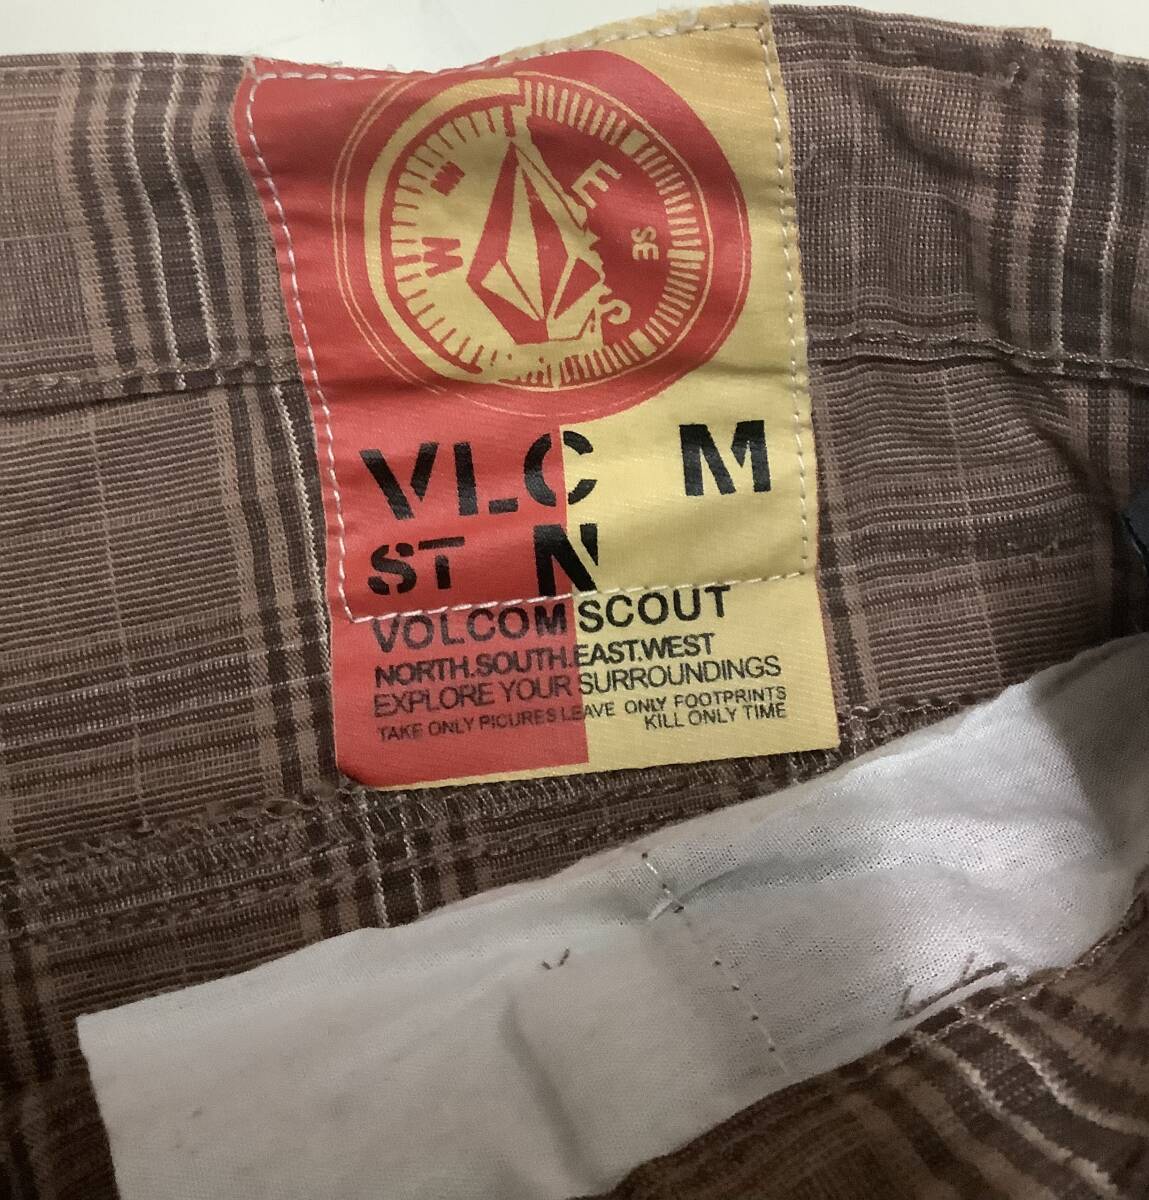 E
SE
W
S
VLC M
ST N
VOLCOM SCOUT
NORTH.SOUTH.EAST.WEST
EXPLORE YOUR SURROUNDINGS
TAKE ONLY PICURES LEAVE ONLY FOOTPRINTS
KILL ONLY TIME